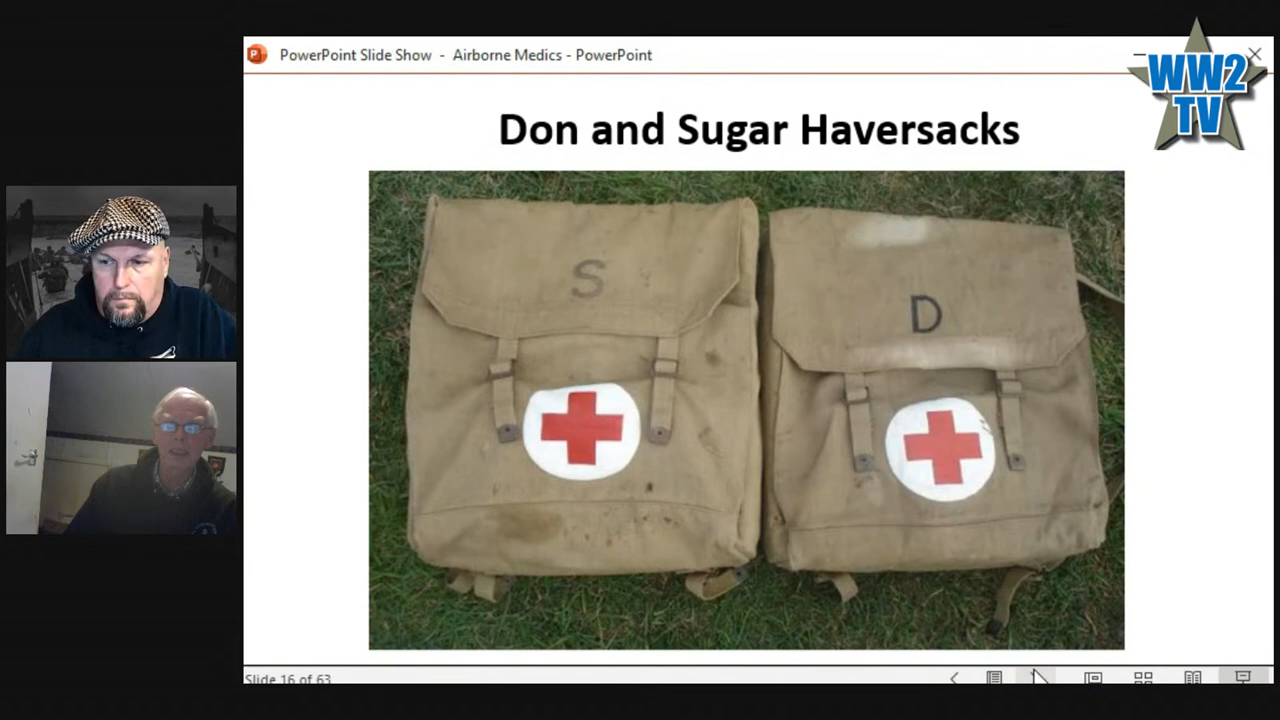 PowerPoint Slide Show - Airborne Medics - PowerPoint
WW2
TV
Don and Sugar Haversacks
S
D
Slide 16 of 63